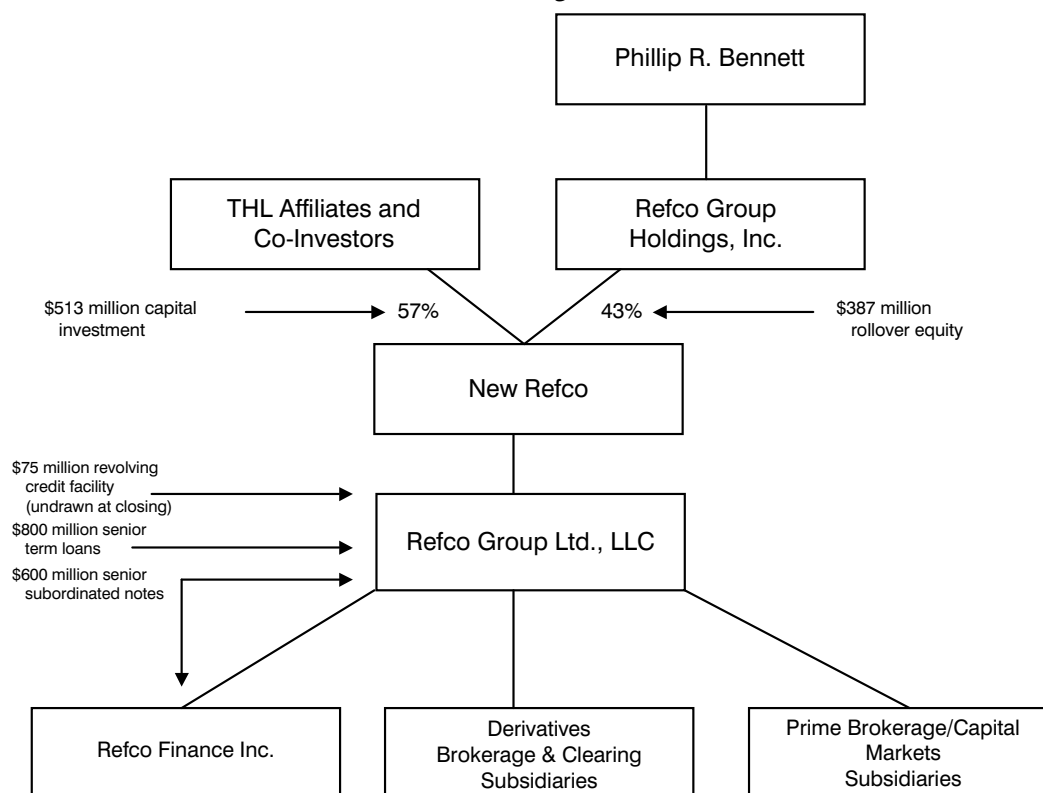 Phillip R. Bennett
THL Affiliates and
Co-Investors
Refco Group
Holdings, Inc.
$513 million capital
investment
57%
43%
$387 million
rollover equity
New Refco
$75 million revolving
credit facility
(undrawn at closing)
$800 million senior
term loans
$600 million senior
subordinated notes
Refco Group Ltd., LLC
Refco Finance Inc.
Derivatives
Brokerage & Clearing
Subsidiaries
Prime Brokerage/Capital
Markets
Subsidiaries